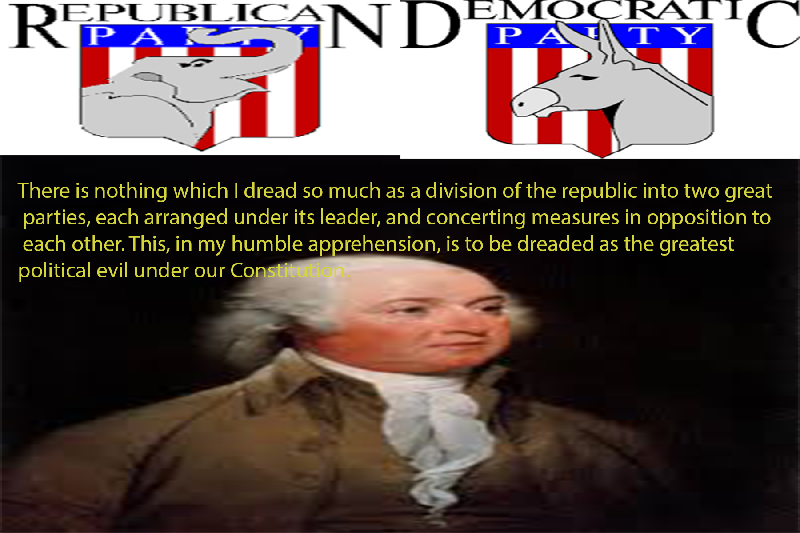 REPUBLICAN DEMOCRATIC
PARTY PARTY
There is nothing which I dread so much as a division of the republic into two great
parties, each arranged under its leader, and concerting measures in opposition to
each other. This, in my humble apprehension, is to be dreaded as the greatest
political evil under our Constitution.